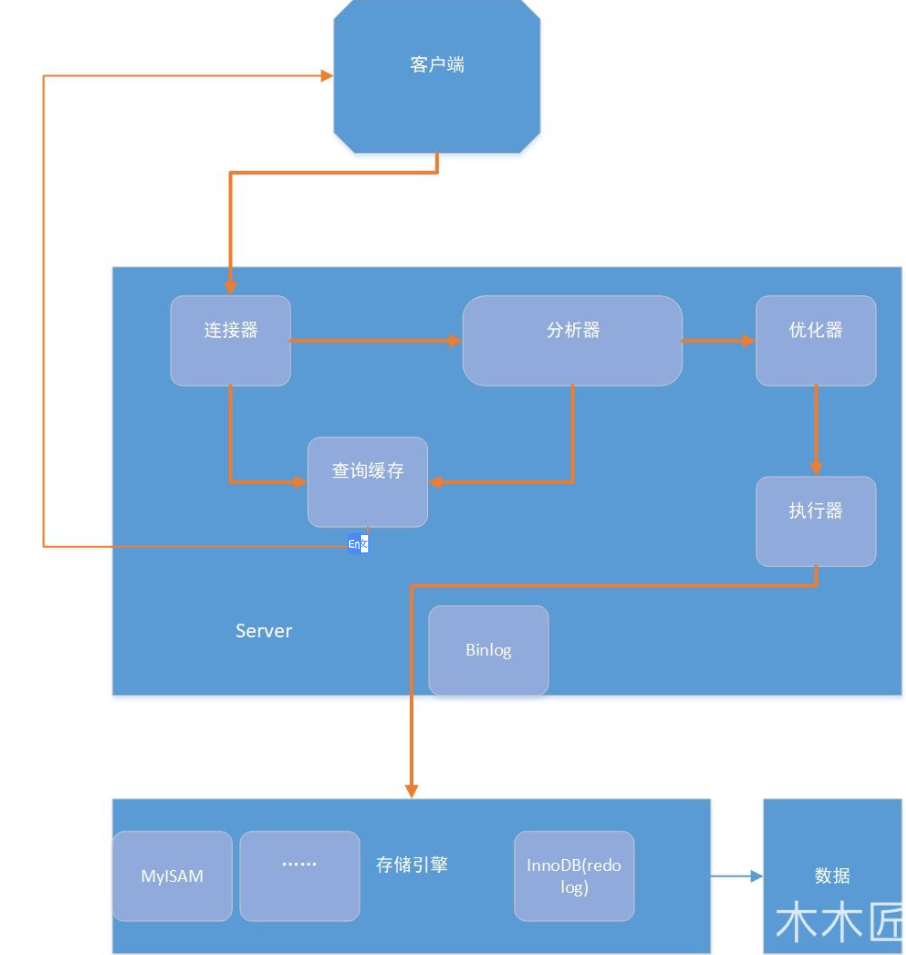 客户端
连接器
分析器
优化器
查询缓存
执行器
En
Server
Binlog
MyISAM
……
存储引擎
InnoDB(redo
log)
数据
木木匠